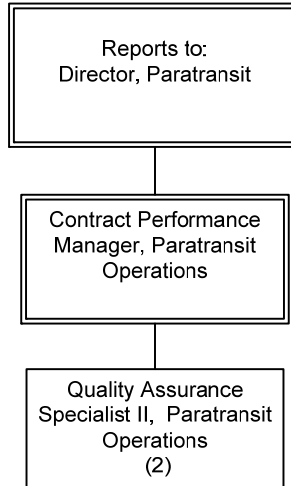 Reports to:
Director, Paratransit
Contract Performance
Manager, Paratransit
Operations
Quality Assurance
Specialist II,  Paratransit
Operations
(2)